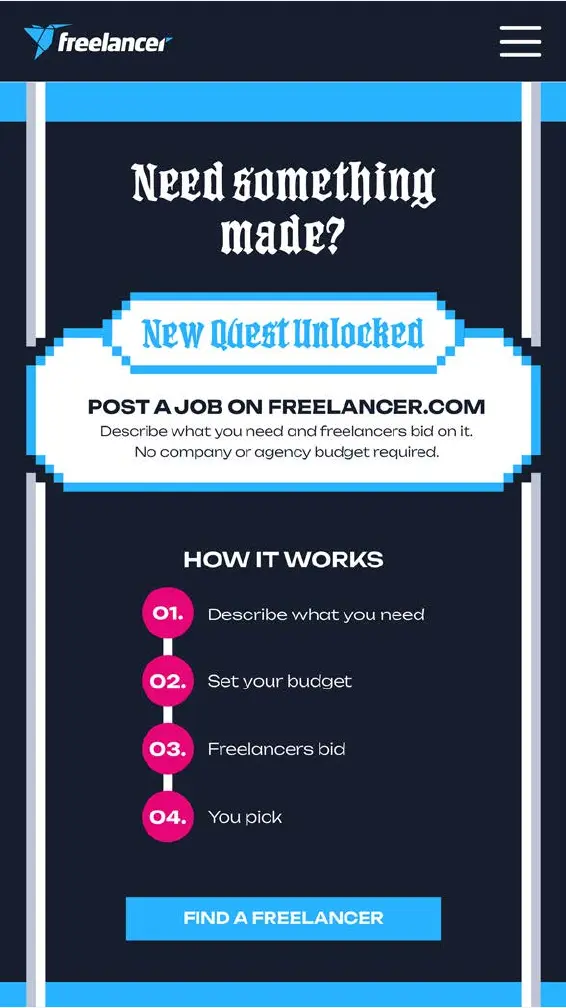 freelancer
Need something
made?
New Quest Unlocked
POST A JOB ON FREELANCER.COM
Describe what you need and freelancers bid on it.
No company or agency budget required.
HOW IT WORKS
01. Describe what you need
02. Set your budget
03. Freelancers bid
04. You pick
FIND A FREELANCER